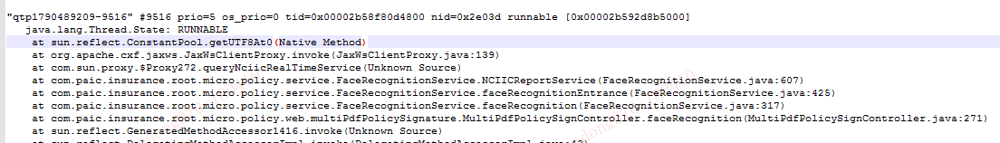 "qtp1790489209-9516" #9516 prio=5 os_prio=0 tid=0x00002b58f80d4800 nid=0x2e03d runnable [0x00002b592d8b5000]
java.lang.Thread.State: RUNNABLE
at sun.reflect.ConstantPool.getUTF8At0(Native Method)
at org.apache.cxf.jaxws.JaxWsClientProxy.invoke(JaxWsClientProxy.java:139)
at com.sun.proxy.$Proxy272.queryNciicRealTimeService(Unknown Source)
at com.paic.insurance.root.micro.policy.service.FaceRecognitionService.NCIICReportService(FaceRecognitionService.java:607)
at com.paic.insurance.root.micro.policy.service.FaceRecognitionService.faceRecognitionEntrance(FaceRecognitionService.java:425)
at com.paic.insurance.root.micro.policy.service.FaceRecognitionService.faceRecognition(FaceRecognitionService.java:317)
at com.paic.insurance.root.micro.policy.web.multiPdfPolicySignature.MultiPdfPolicySignController.faceRecognition(MultiPdfPolicySignController.java:271)
at sun.reflect.GeneratedMethodAccessor1416.invoke(Unknown Source)